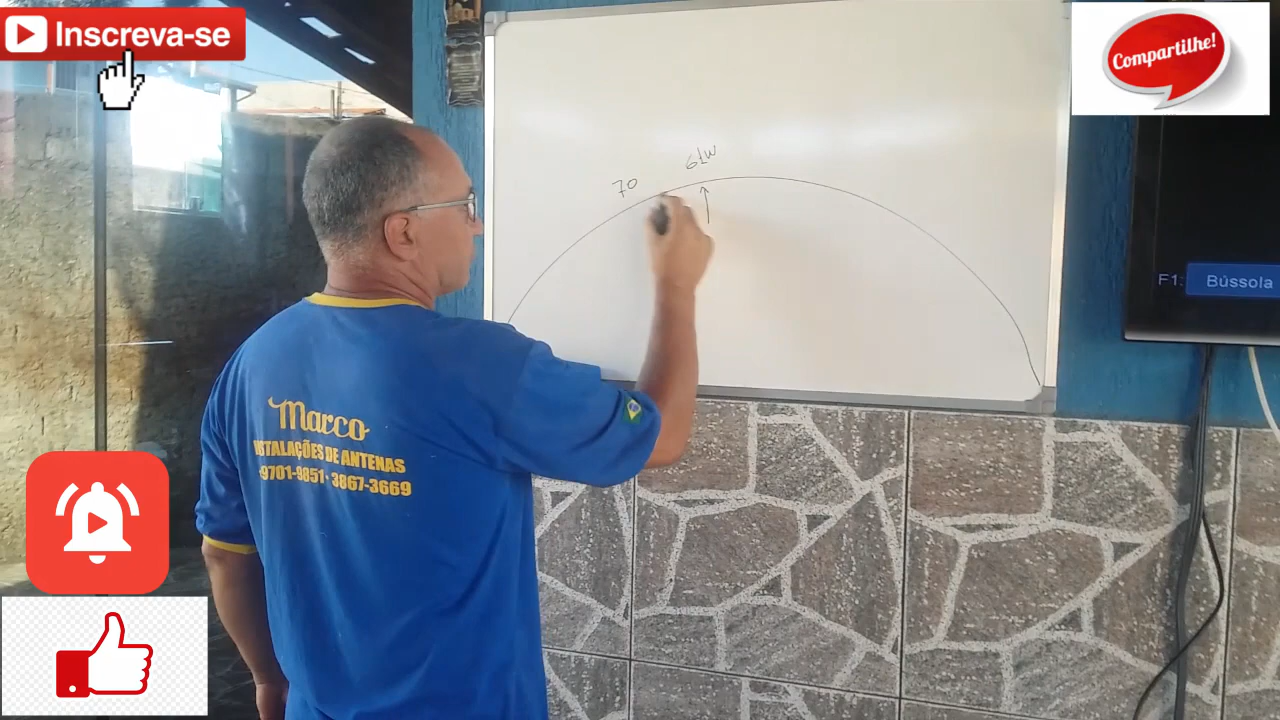 Inscreva-se
Compartilhe!
61W
70
F1: Bússola
Marco
INSTALAÇÕES DE ANTENAS
9701-9851 · 3867-3669